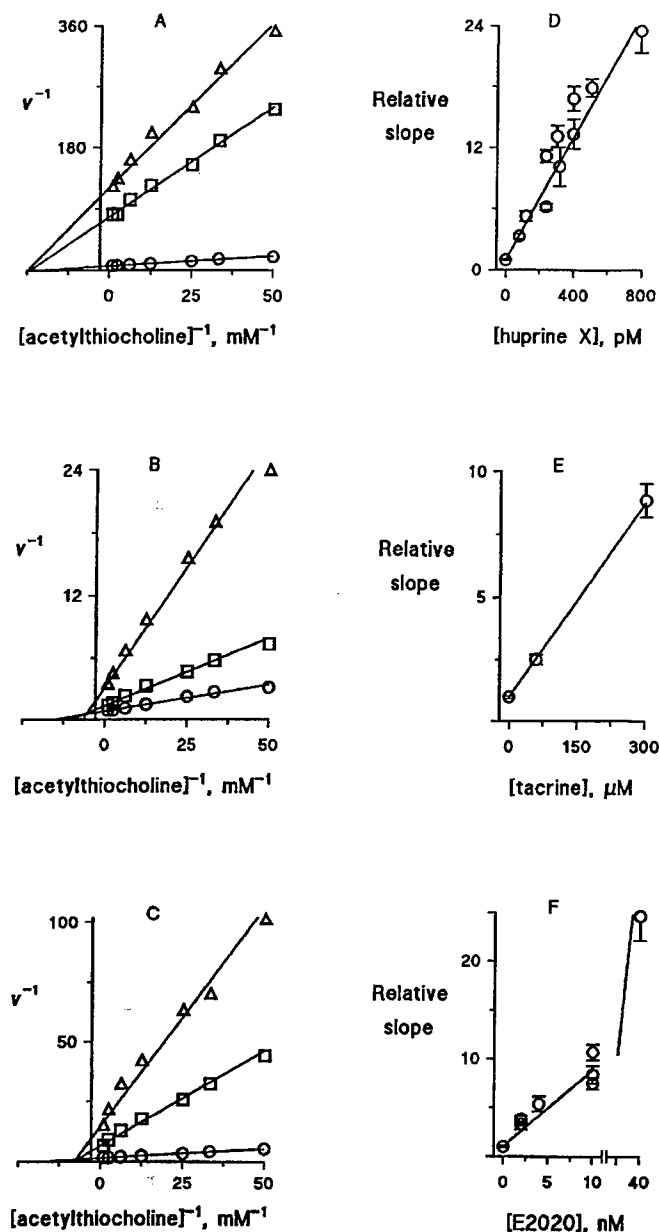 A
360
v⁻¹
180
0
0 25 50
[acetylthiocholine]⁻¹, mM⁻¹
D
24
Relative
slope
12
0
0 400 800
[huprine X], pM
B
24
v⁻¹
12
0 25 50
[acetylthiocholine]⁻¹, mM⁻¹
E
10
Relative
slope
5
0
0 150 300
[tacrine], µM
C
100
v⁻¹
50
0 25 50
[acetylthiocholine]⁻¹, mM⁻¹
F
20
Relative
slope
10
0 5 10 40
[E2020], nM